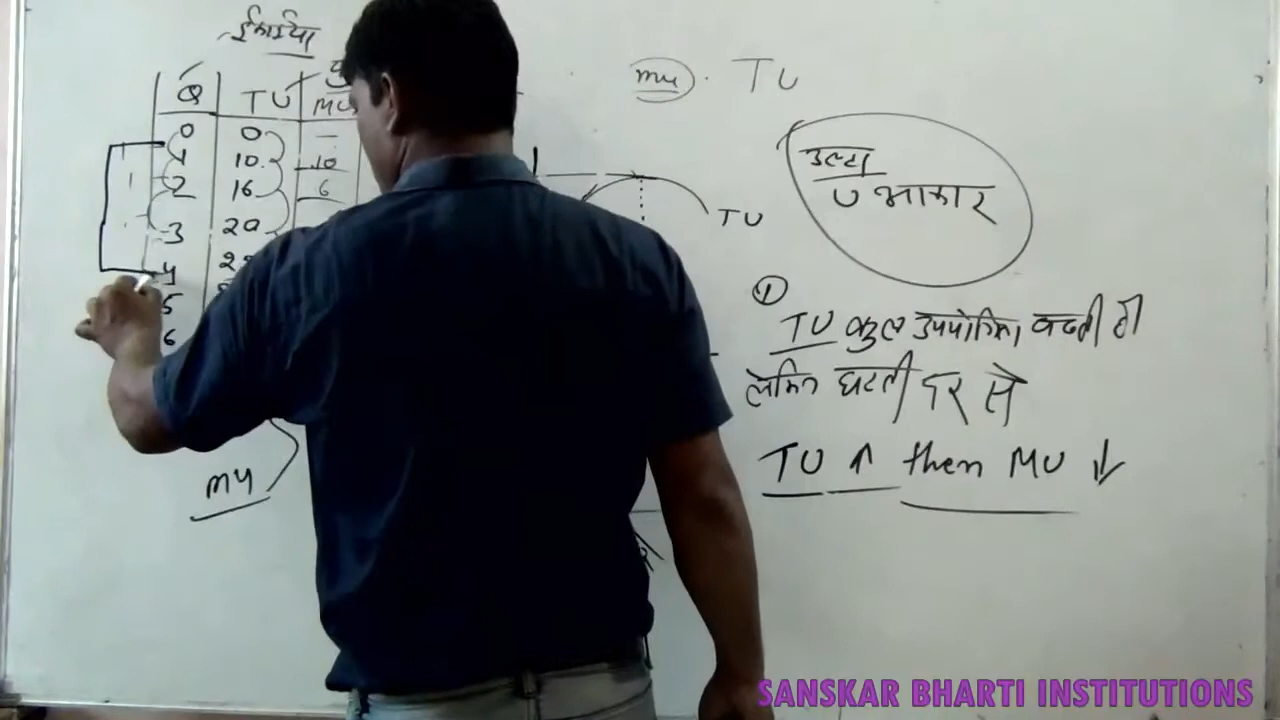 इकाईया
Q TU MU
0 0 —
1 10 10
2 16 6
3 20
4
5
6
MU
MU TU
TU
उल्टा
U आकार
①
TU कुल उपयोगिता बढती है
लेकिन घटती दर से
TU ↑ then MU ↓
SANSKAR BHARTI INSTITUTIONS